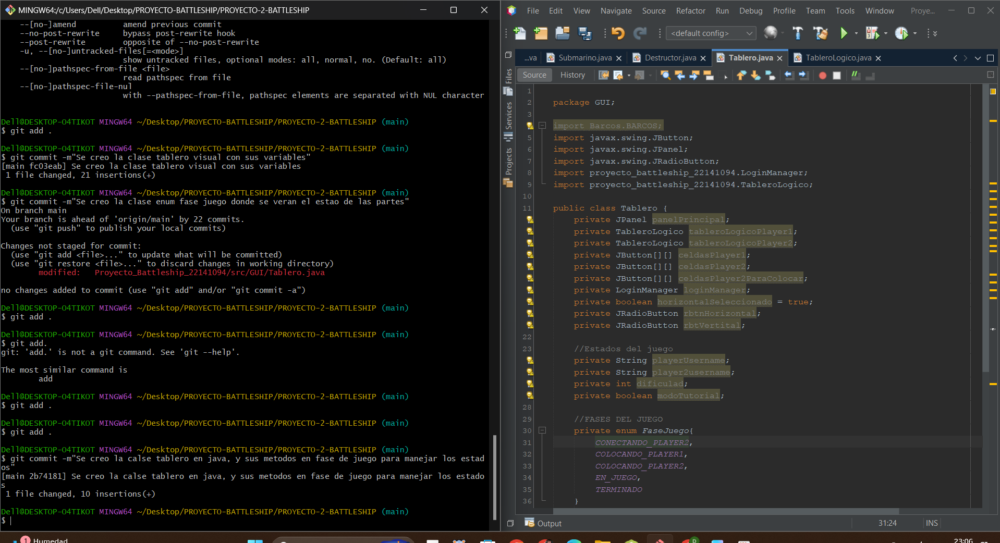 MINGW64:/c/Users/Dell/Desktop/PROYECTO-BATTLESHIP/PROYECTO-2-BATTLESHIP
--[no-]amend amend previous commit
--no-post-rewrite bypass post-rewrite hook
--post-rewrite opposite of --no-post-rewrite
-u, --[no-]untracked-files[=<mode>]
show untracked files, optional modes: all, normal, no. (Default: all)
--[no-]pathspec-from-file <file>
read pathspec from file
--[no-]pathspec-file-nul
with --pathspec-from-file, pathspec elements are separated with NUL character
Dell@DESKTOP-O4TIKOT MINGW64 ~/Desktop/PROYECTO-BATTLESHIP/PROYECTO-2-BATTLESHIP (main)
$ git add .
Dell@DESKTOP-O4TIKOT MINGW64 ~/Desktop/PROYECTO-BATTLESHIP/PROYECTO-2-BATTLESHIP (main)
$ git commit -m"Se creo la clase tablero visual con sus variables"
[main fc03eab] Se creo la clase tablero visual con sus variables
1 file changed, 21 insertions(+)
Dell@DESKTOP-O4TIKOT MINGW64 ~/Desktop/PROYECTO-BATTLESHIP/PROYECTO-2-BATTLESHIP (main)
$ git commit -m"Se creo la clase enum fase juego donde se veran el estao de las partes"
On branch main
Your branch is ahead of 'origin/main' by 22 commits.
(use "git push" to publish your local commits)
Changes not staged for commit:
(use "git add <file>..." to update what will be committed)
(use "git restore <file>..." to discard changes in working directory)
modified: Proyecto_Battleship_22141094/src/GUI/Tablero.java
no changes added to commit (use "git add" and/or "git commit -a")
Dell@DESKTOP-O4TIKOT MINGW64 ~/Desktop/PROYECTO-BATTLESHIP/PROYECTO-2-BATTLESHIP (main)
$ git add .
Dell@DESKTOP-O4TIKOT MINGW64 ~/Desktop/PROYECTO-BATTLESHIP/PROYECTO-2-BATTLESHIP (main)
$ git add.
git: 'add.' is not a git command. See 'git --help'.
The most similar command is
add
Dell@DESKTOP-O4TIKOT MINGW64 ~/Desktop/PROYECTO-BATTLESHIP/PROYECTO-2-BATTLESHIP (main)
$ git add .
Dell@DESKTOP-O4TIKOT MINGW64 ~/Desktop/PROYECTO-BATTLESHIP/PROYECTO-2-BATTLESHIP (main)
$ git add .
Dell@DESKTOP-O4TIKOT MINGW64 ~/Desktop/PROYECTO-BATTLESHIP/PROYECTO-2-BATTLESHIP (main)
$ git commit -m"Se creo la calse tablero en java, y sus metodos en fase de juego para manejar los estad
os"
[main 2b74181] Se creo la calse tablero en java, y sus metodos en fase de juego para manejar los estado
s
1 file changed, 10 insertions(+)
Dell@DESKTOP-O4TIKOT MINGW64 ~/Desktop/PROYECTO-BATTLESHIP/PROYECTO-2-BATTLESHIP (main)
$
File Edit View Navigate Source Refactor Run Debug Profile Team Tools Window Proye...
<default config>
...va Submarino.java Destructor.java Tablero.java TableroLogico.java
Source History
Files
Services
Projects
1
2 package GUI;
3
import Barcos.BARCOS;
5 import javax.swing.JButton;
6 import javax.swing.JPanel;
7 import javax.swing.JRadioButton;
8 import proyecto_battleship_22141094.LoginManager;
9 import proyecto_battleship_22141094.TableroLogico;
10
11 public class Tablero {
private JPanel panelPrincipal;
private TableroLogico tableroLogicoPlayer1;
private TableroLogico tableroLogicoPlayer2;
private JButton[][] celdasPlayer1;
private JButton[][] celdasPlayer2;
private JButton[][] celdasPlayer2ParaColocar;
private LoginManager loginManager;
private boolean horizontalSeleccionado = true;
private JRadioButton rbtnHorizontal;
private JRadioButton rbtVertital;
22
23 //Estados del juego
private String playerUsername;
private String player2username;
private int dificulad;
private boolean modoTutorial;
28
29 //FASES DEL JUEGO
30 private enum FaseJuego{
31 CONECTANDO_PLAYER2,
32 COLOCANDO_PLAYER1,
33 COLOCANDO_PLAYER2,
34 EN_JUEGO,
35 TERMINADO
36 }
Output
31:24 INS
1 Humedad
23:06